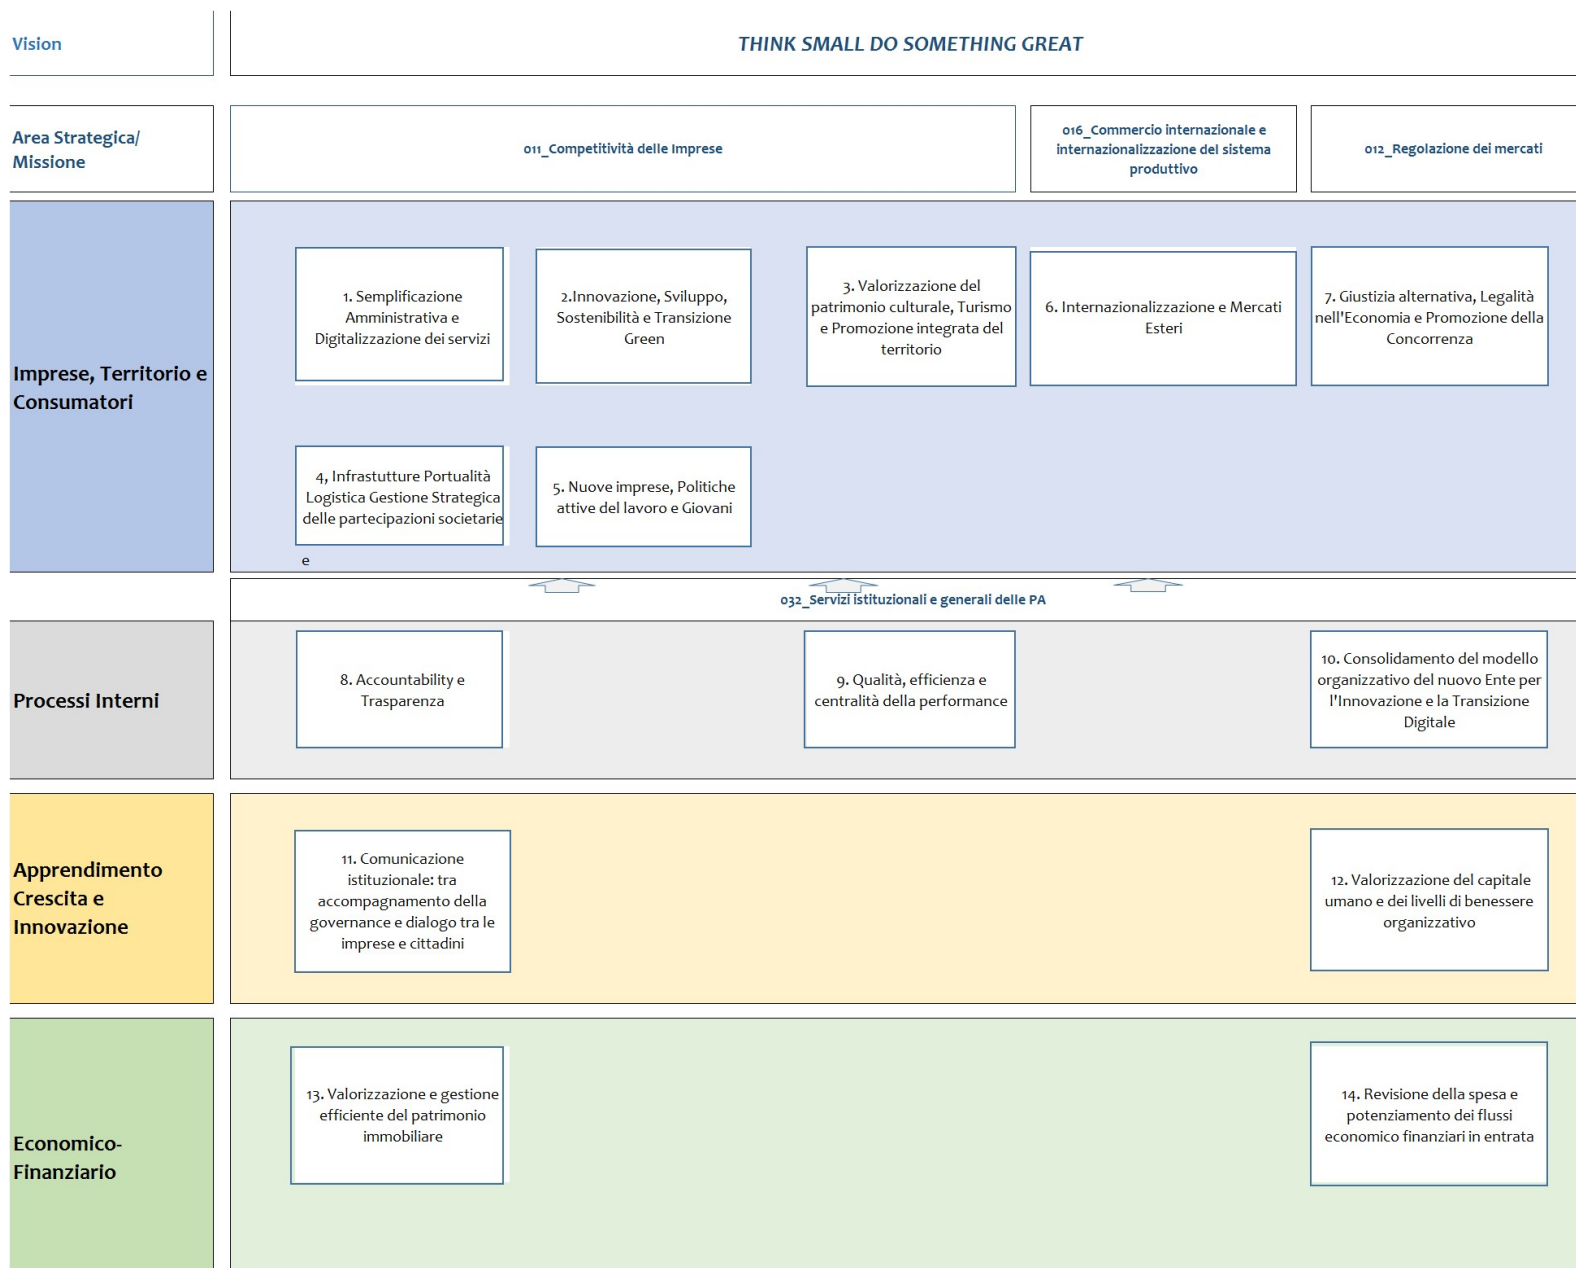 Vision
THINK SMALL DO SOMETHING GREAT
Area Strategica/
Missione
011_Competitività delle Imprese
016_Commercio internazionale e
internazionalizzazione del sistema
produttivo
012_Regolazione dei mercati
Imprese, Territorio e
Consumatori
1. Semplificazione
Amministrativa e
Digitalizzazione dei servizi
2.Innovazione, Sviluppo,
Sostenibilità e Transizione
Green
3. Valorizzazione del
patrimonio culturale, Turismo
e Promozione integrata del
territorio
6. Internazionalizzazione e Mercati
Esteri
7. Giustizia alternativa, Legalità
nell'Economia e Promozione della
Concorrenza
4, Infrastutture Portualità
Logistica Gestione Strategica
delle partecipazioni societarie
e
5. Nuove imprese, Politiche
attive del lavoro e Giovani
032_Servizi istituzionali e generali delle PA
Processi Interni
8. Accountability e
Trasparenza
9. Qualità, efficienza e
centralità della performance
10. Consolidamento del modello
organizzativo del nuovo Ente per
l'Innovazione e la Transizione
Digitale
Apprendimento
Crescita e
Innovazione
11. Comunicazione
istituzionale: tra
accompagnamento della
governance e dialogo tra le
imprese e cittadini
12. Valorizzazione del capitale
umano e dei livelli di benessere
organizzativo
Economico-
Finanziario
13. Valorizzazione e gestione
efficiente del patrimonio
immobiliare
14. Revisione della spesa e
potenziamento dei flussi
economico finanziari in entrata